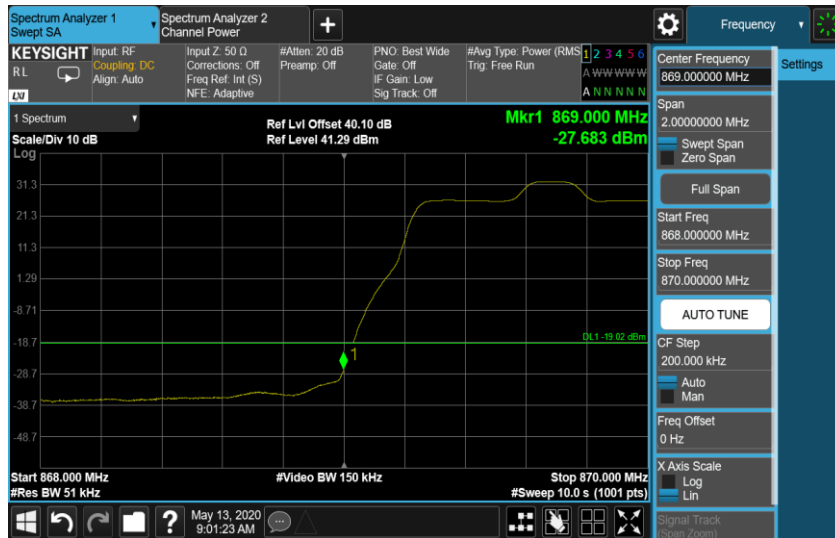 Spectrum Analyzer 1
Swept SA
Spectrum Analyzer 2
Channel Power
Frequency
KEYSIGHT
RL
LXI
Input: RF
Coupling: DC
Align: Auto
Input Z: 50 Ω
Corrections: Off
Freq Ref: Int (S)
NFE: Adaptive
#Atten: 20 dB
Preamp: Off
PNO: Best Wide
Gate: Off
IF Gain: Low
Sig Track: Off
#Avg Type: Power (RMS
Trig: Free Run
1 2 3 4 5 6
A W W W W W
A N N N N N
1 Spectrum
Scale/Div 10 dB
Log
Ref Lvl Offset 40.10 dB
Ref Level 41.29 dBm
Mkr1 869.000 MHz
-27.683 dBm
31.3
21.3
11.3
1.29
-8.71
-18.7
-28.7
-38.7
-48.7
DL1 -19.02 dBm
1
Start 868.000 MHz
#Res BW 51 kHz
#Video BW 150 kHz
Stop 870.000 MHz
#Sweep 10.0 s (1001 pts)
Center Frequency
869.000000 MHz
Settings
Span
2.00000000 MHz
Swept Span
Zero Span
Full Span
Start Freq
868.000000 MHz
Stop Freq
870.000000 MHz
AUTO TUNE
CF Step
200.000 kHz
Auto
Man
Freq Offset
0 Hz
X Axis Scale
Log
Lin
Signal Track
(Span Zoom)
?
May 13, 2020
9:01:23 AM